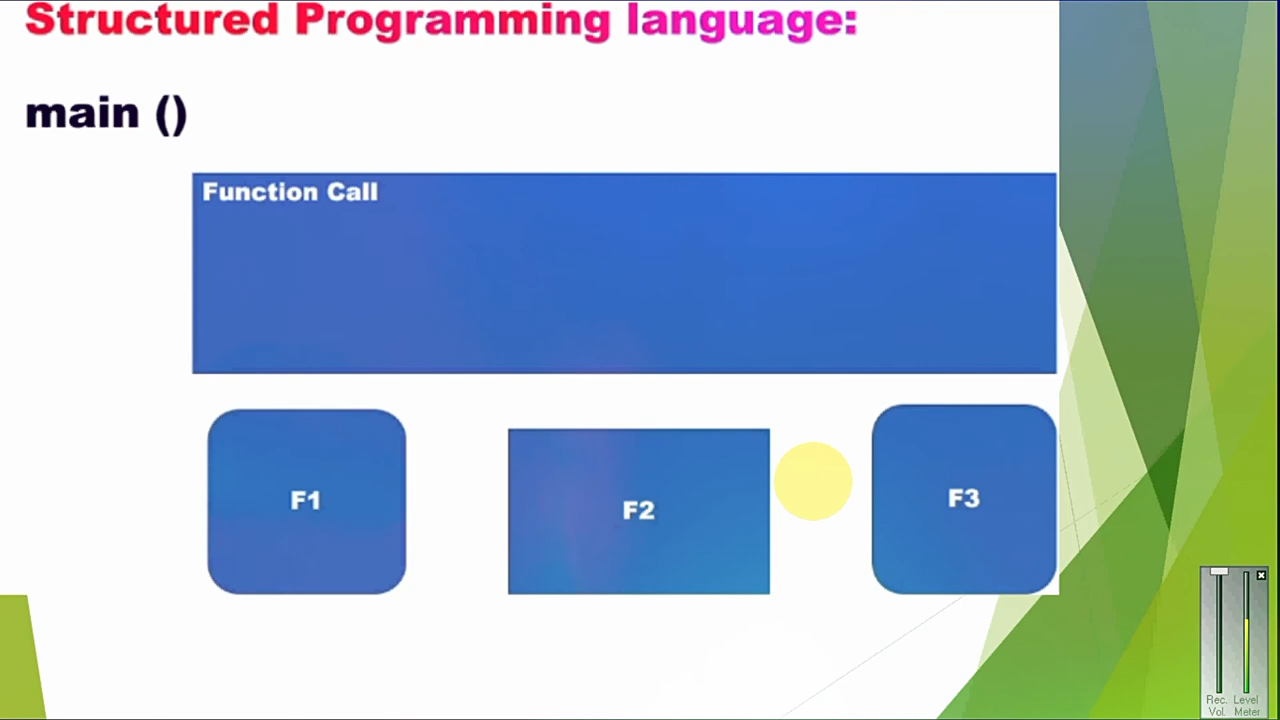 Structured Programming language:
main ()
Function Call
F1
F2
F3
Rec. Level
Vol. Meter